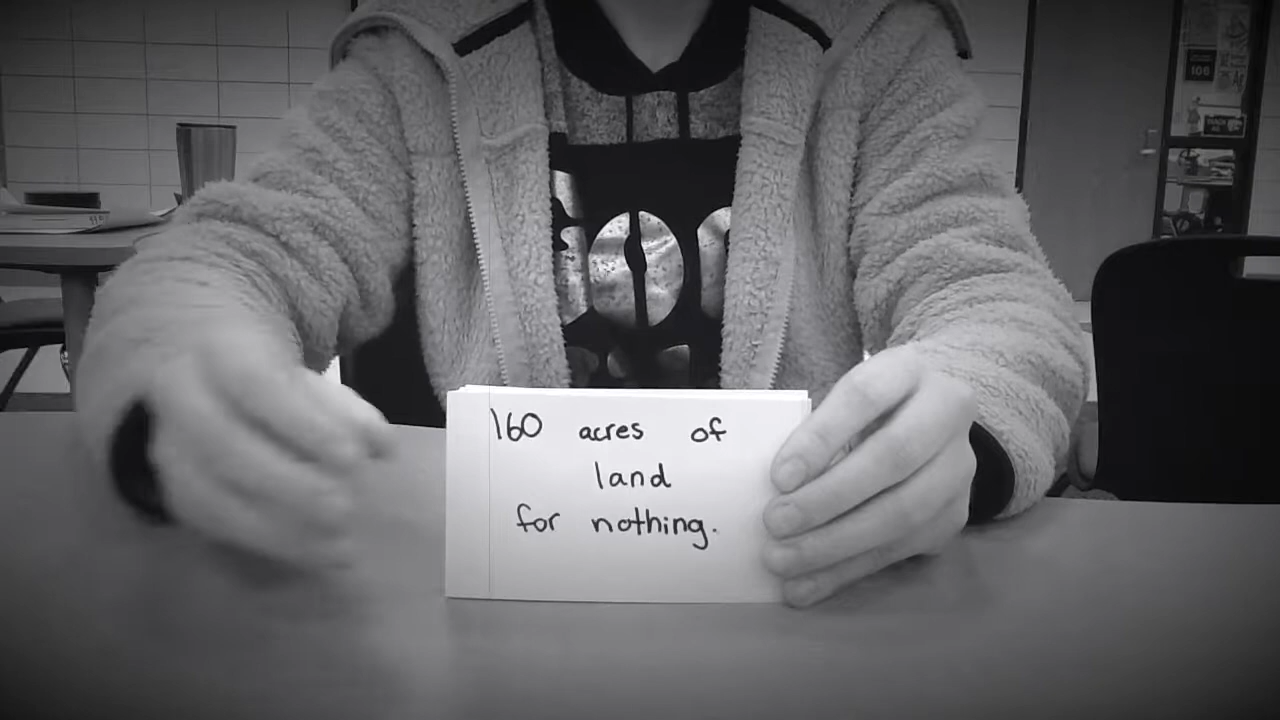 160 acres of
land
for nothing.